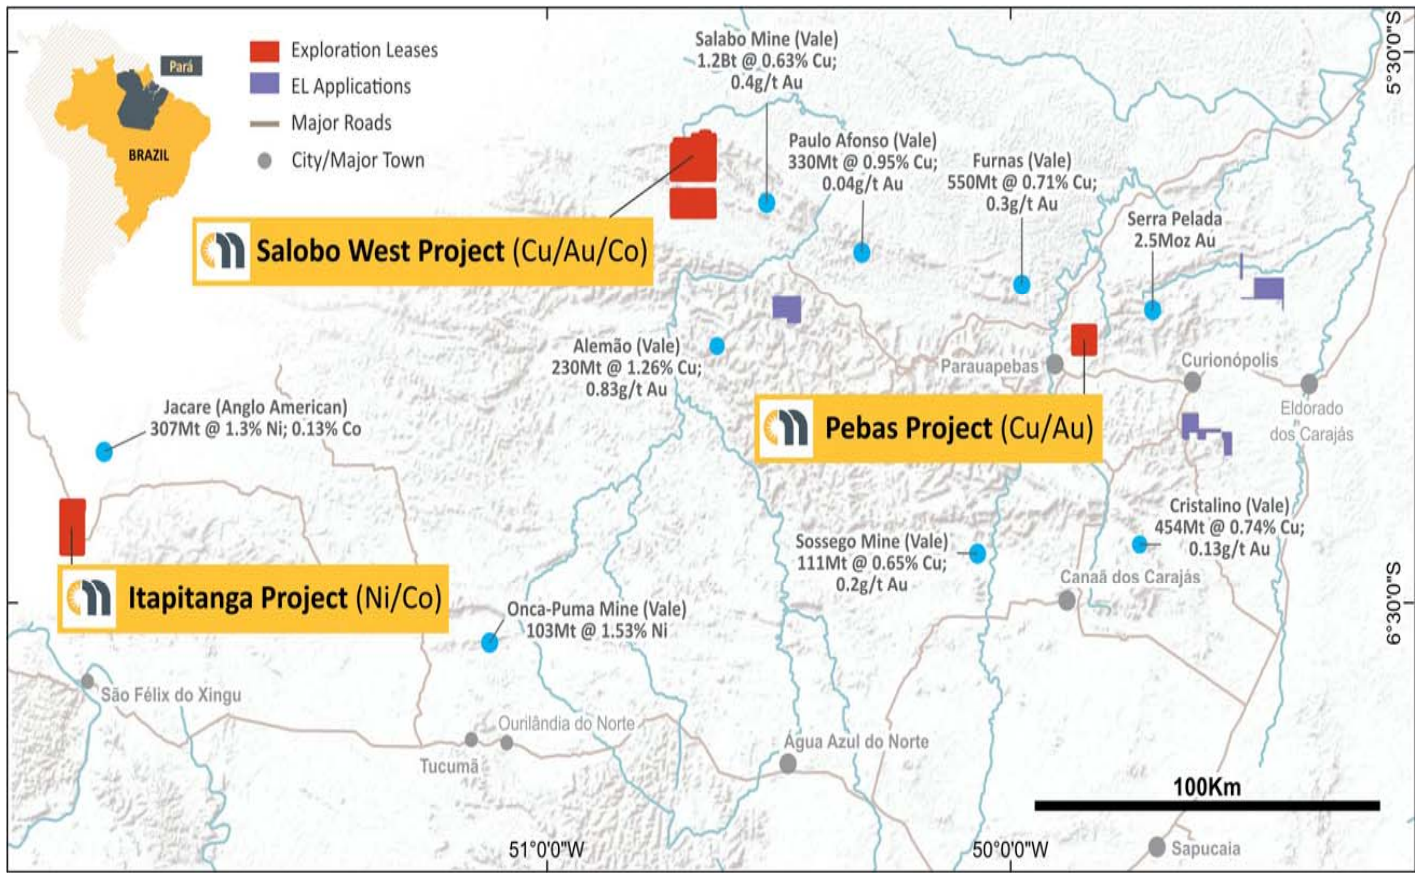 Pará
BRAZIL
Exploration Leases
EL Applications
Major Roads
City/Major Town
Salabo Mine (Vale)
1.2Bt @ 0.63% Cu;
0.4g/t Au
Paulo Afonso (Vale)
330Mt @ 0.95% Cu;
0.04g/t Au
Furnas (Vale)
550Mt @ 0.71% Cu;
0.3g/t Au
Serra Pelada
2.5Moz Au
5°30'0"S
Salobo West Project (Cu/Au/Co)
Alemão (Vale)
230Mt @ 1.26% Cu;
0.83g/t Au
Parauapebas
Curionópolis
Eldorado
dos Carajás
Jacare (Anglo American)
307Mt @ 1.3% Ni; 0.13% Co
Pebas Project (Cu/Au)
Cristalino (Vale)
454Mt @ 0.74% Cu;
0.13g/t Au
Sossego Mine (Vale)
111Mt @ 0.65% Cu;
0.2g/t Au
Canaã dos Carajás
6°30'0"S
Itapitanga Project (Ni/Co)
Onca-Puma Mine (Vale)
103Mt @ 1.53% Ni
São Félix do Xingu
Ourilândia do Norte
Tucumã
Água Azul do Norte
100Km
51°0'0"W
50°0'0"W
Sapucaia